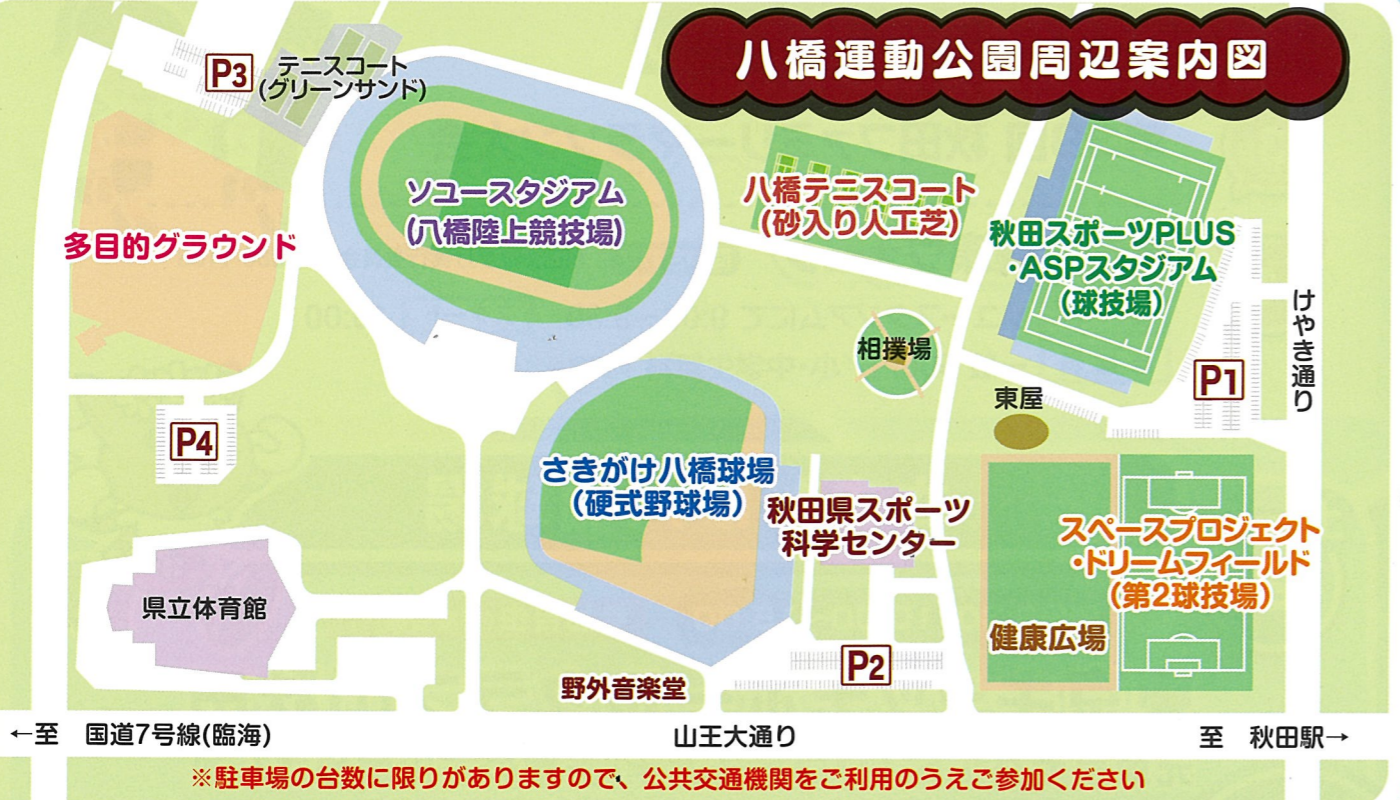 八橋運動公園周辺案内図
P3
テニスコート
(グリーンサンド)
ソユースタジアム
(八橋陸上競技場)
八橋テニスコート
(砂入り人工芝)
秋田スポーツPLUS
・ASPスタジアム
(球技場)
多目的グラウンド
けやき通り
相撲場
P1
東屋
P4
さきがけ八橋球場
(硬式野球場)
秋田県スポーツ
科学センター
スペースプロジェクト
・ドリームフィールド
(第2球技場)
県立体育館
健康広場
P2
野外音楽堂
←至 国道7号線(臨海)
山王大通り
至 秋田駅→
※駐車場の台数に限りがありますので、公共交通機関をご利用のうえご参加ください